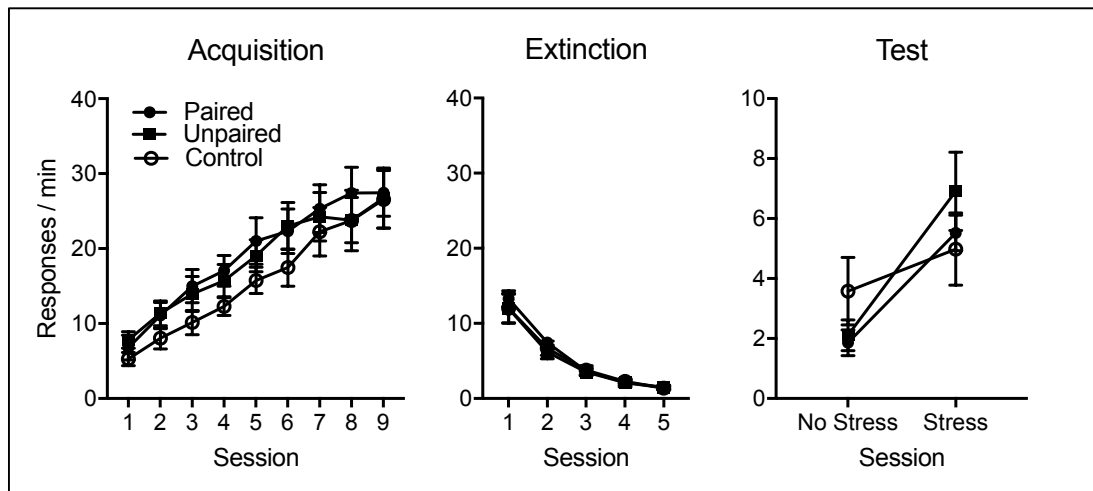 Acquisition
Extinction
Test
40
30
20
10
0
Responses / min
Paired
Unpaired
Control
1 2 3 4 5 6 7 8 9
Session
40
30
20
10
0
1 2 3 4 5
Session
10
8
6
4
2
0
No Stress Stress
Session